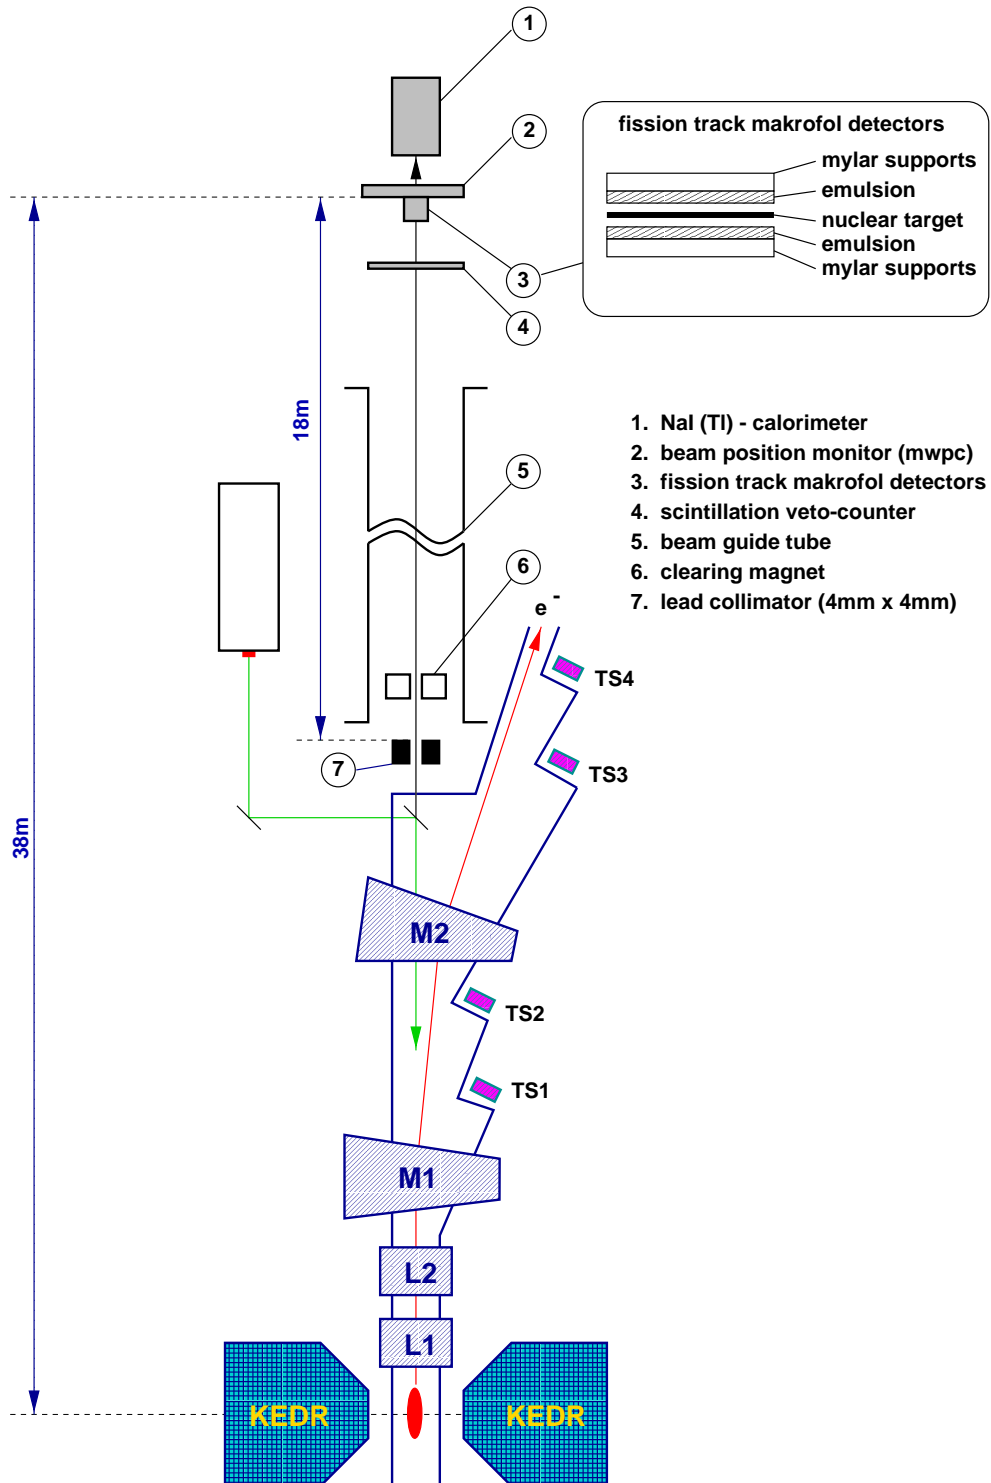 1
2
fission track makrofol detectors
mylar supports
emulsion
nuclear target
emulsion
mylar supports
3
4
18m
1. NaI (Tl) - calorimeter
2. beam position monitor (mwpc)
3. fission track makrofol detectors
4. scintillation veto-counter
5. beam guide tube
6. clearing magnet
7. lead collimator (4mm x 4mm)
5
6
e -
TS4
7
TS3
38m
M2
TS2
TS1
M1
L2
L1
KEDR
KEDR